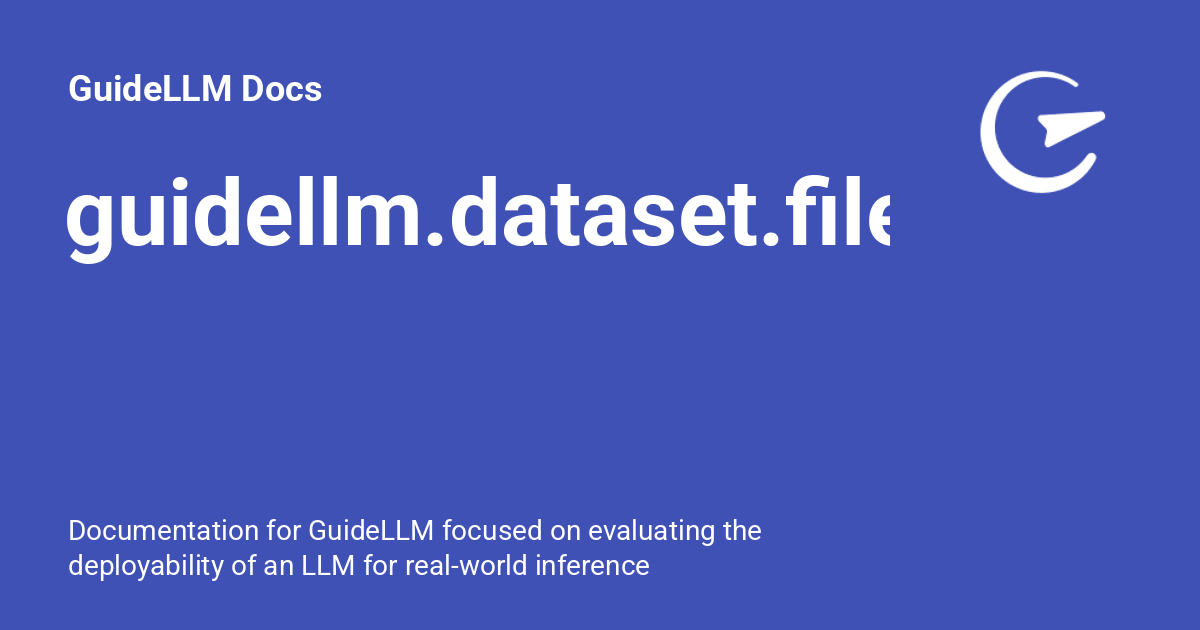 GuideLLM Docs
guidellm.dataset.file
Documentation for GuideLLM focused on evaluating the
deployability of an LLM for real-world inference